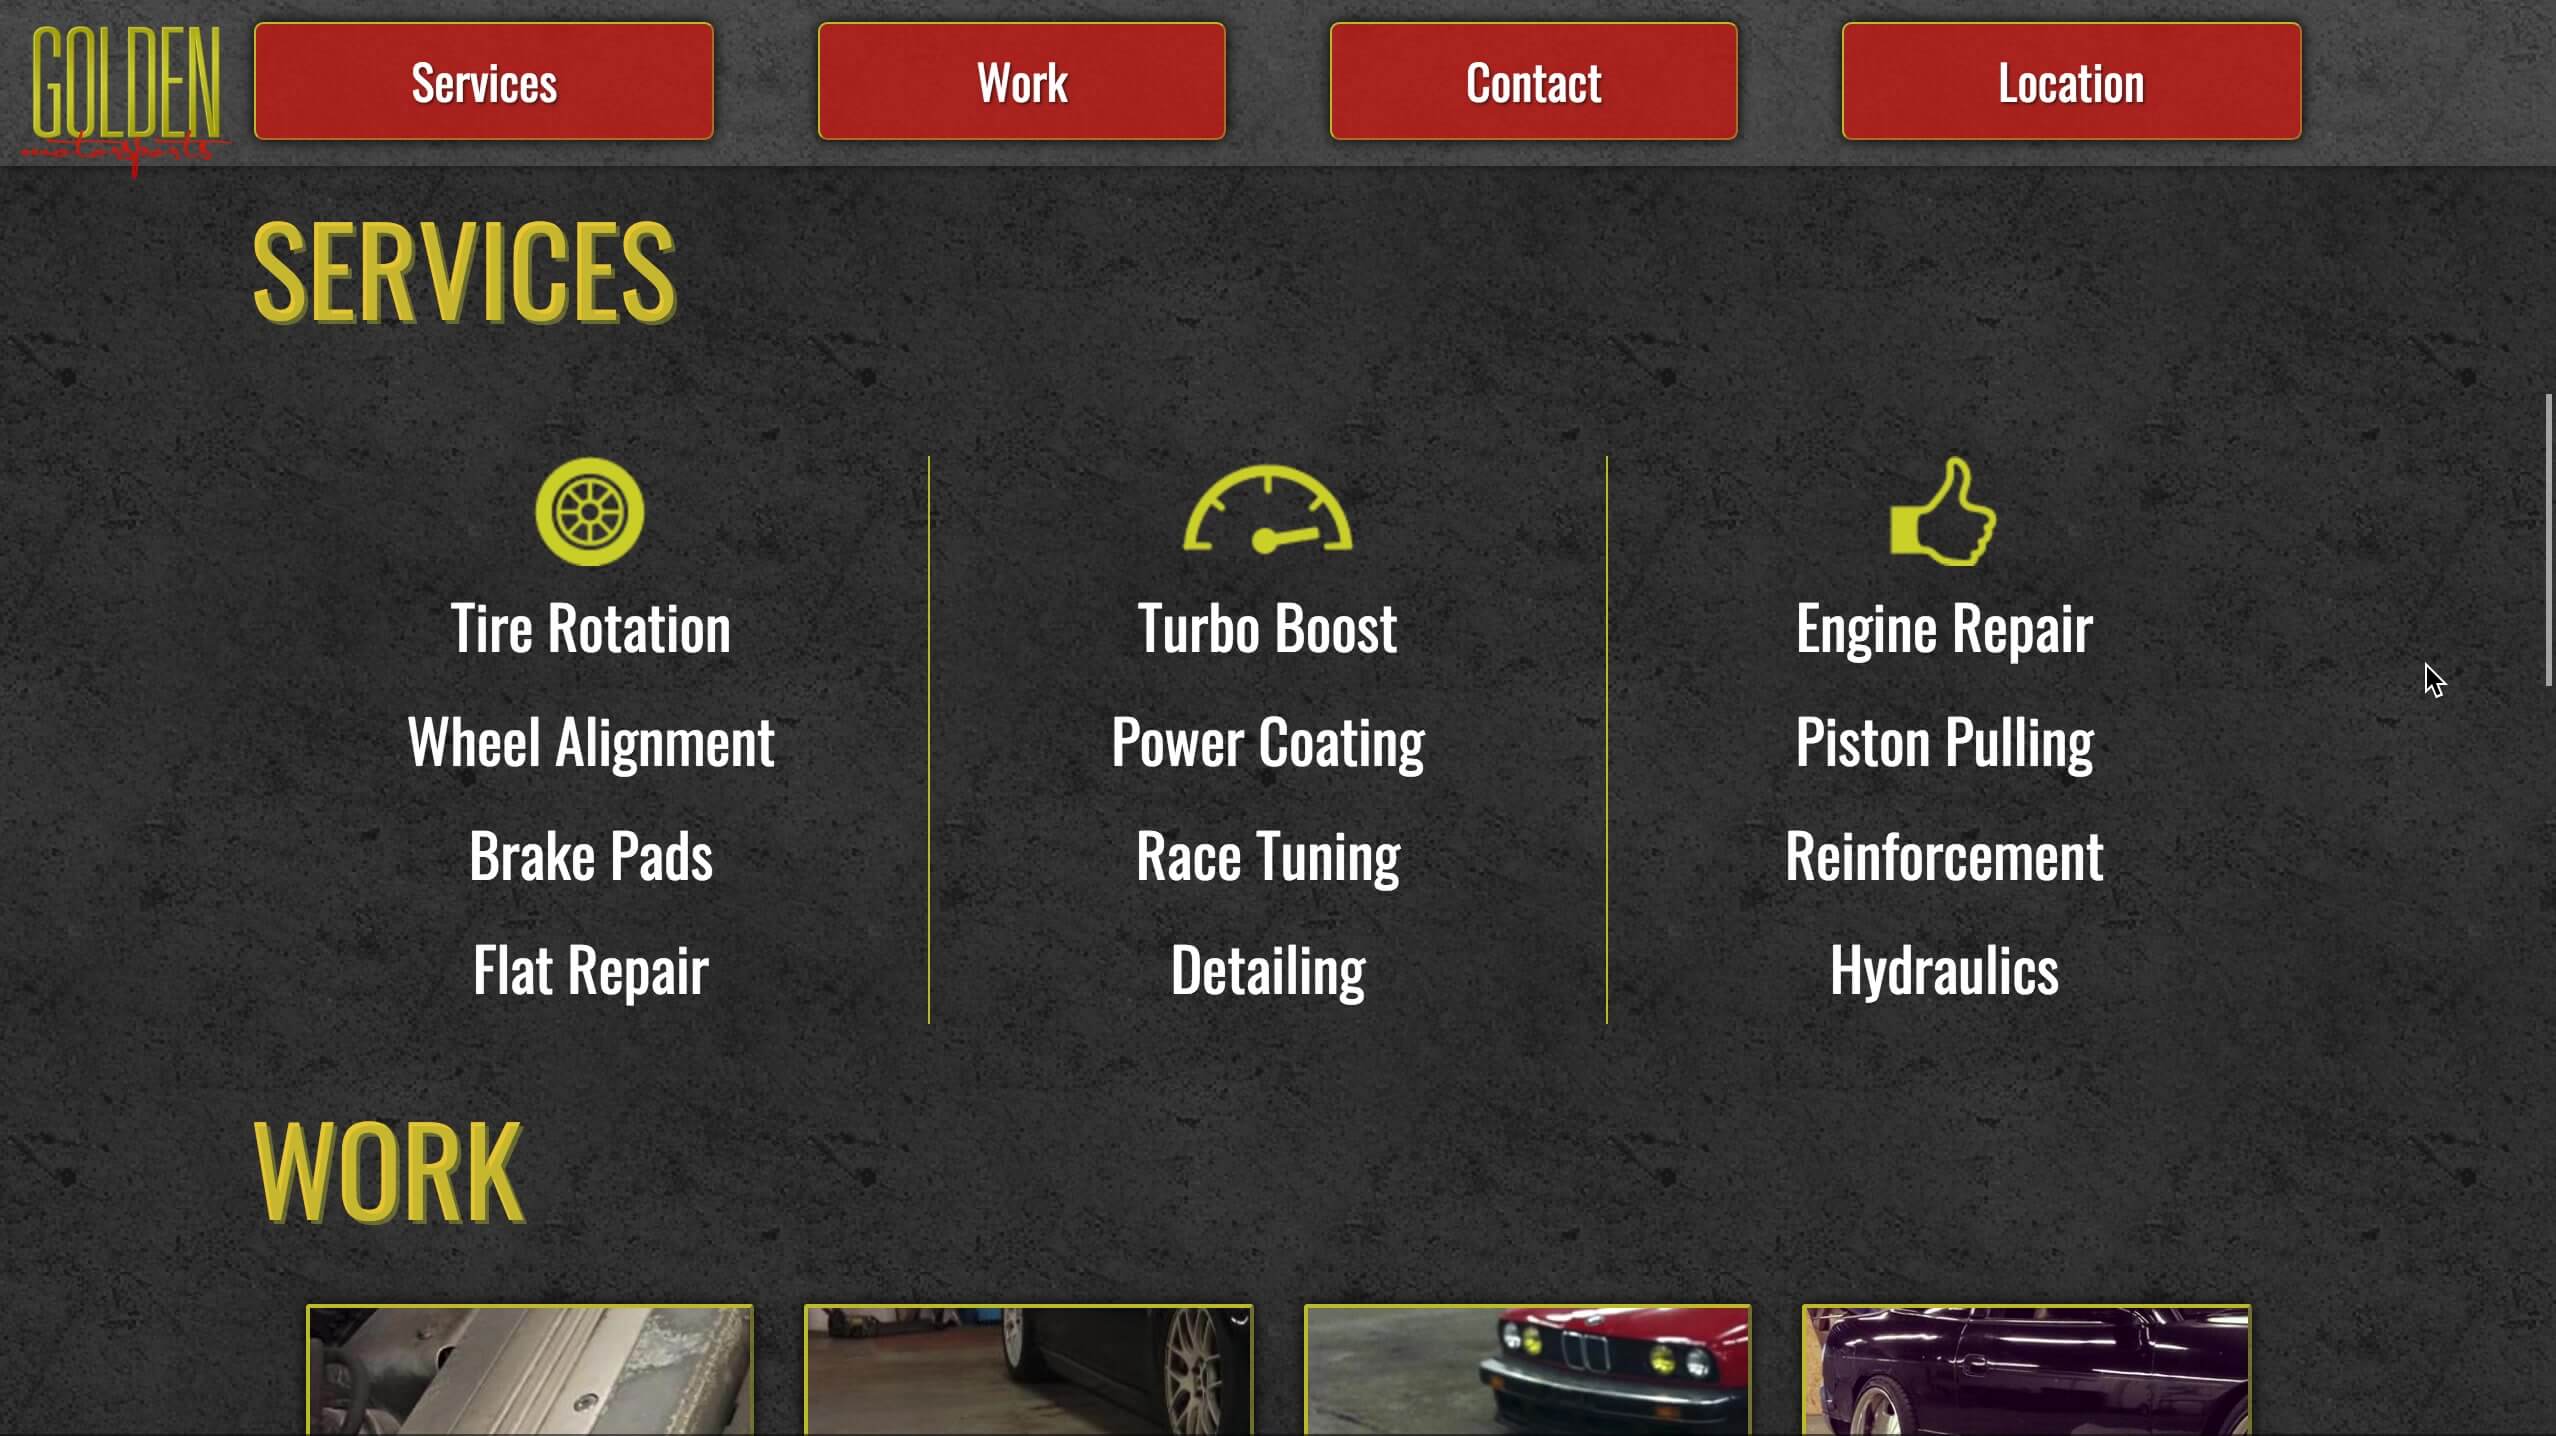 GOLDEN
motorsports
Services
Work
Contact
Location
SERVICES
Tire Rotation
Wheel Alignment
Brake Pads
Flat Repair
Turbo Boost
Power Coating
Race Tuning
Detailing
Engine Repair
Piston Pulling
Reinforcement
Hydraulics
WORK